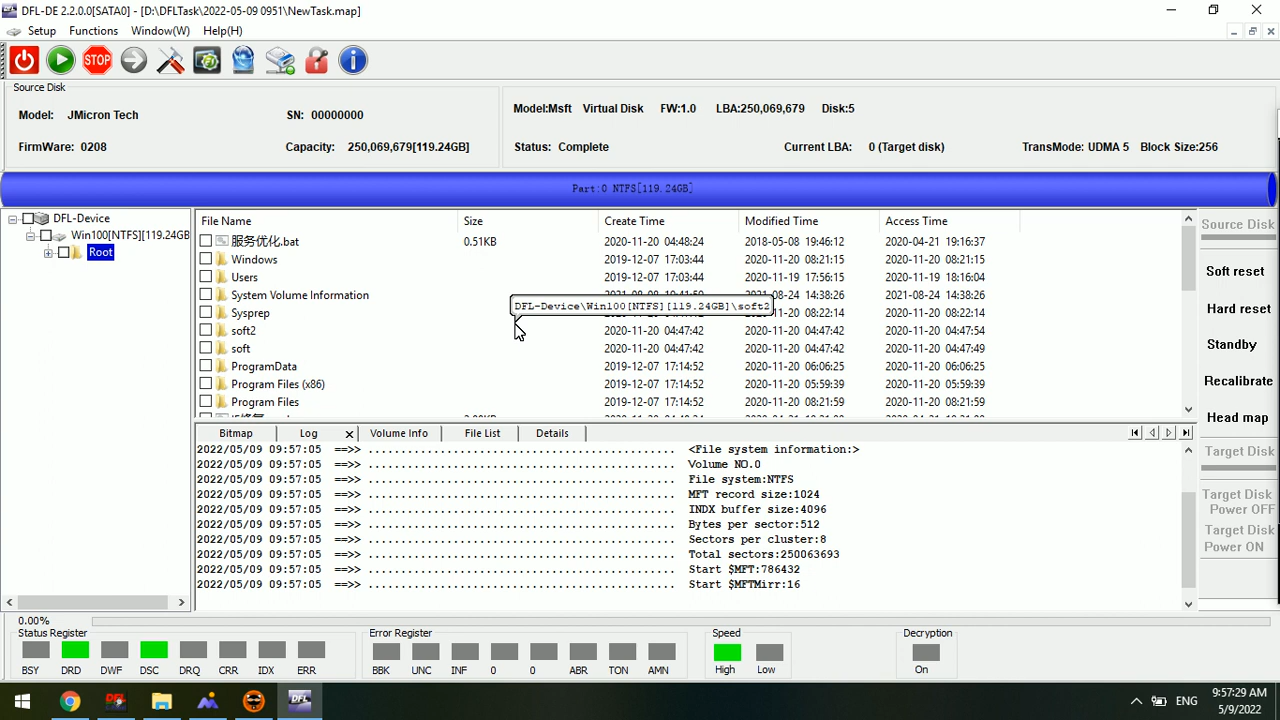 DFL-DE 2.2.0.0[SATA0] - [D:\DFLTask\2022-05-09 0951\NewTask.map]
Setup Functions Window(W) Help(H)
STOP
Source Disk
Model: JMicron Tech SN: 00000000
FirmWare: 0208 Capacity: 250,069,679[119.24GB]
Model:Msft Virtual Disk FW:1.0 LBA:250,069,679 Disk:5
Status: Complete Current LBA: 0 (Target disk) TransMode: UDMA 5 Block Size:256
Part:0 NTFS[119.24GB]
DFL-Device
Win100[NTFS][119.24GB
Root
File Name Size Create Time Modified Time Access Time
服务优化.bat 0.51KB 2020-11-20 04:48:24 2018-05-08 19:46:12 2020-04-21 19:16:37
Windows 2019-12-07 17:03:44 2020-11-20 08:21:15 2020-11-20 08:21:15
Users 2019-12-07 17:03:44 2020-11-19 17:56:15 2020-11-19 18:16:04
System Volume Information 2021-08-24 14:38:26 2021-08-24 14:38:26
DFL-Device\Win100[NTFS][119.24GB]\soft2
Sysprep 2020-11-20 08:22:14 2020-11-20 08:22:14
soft2 2020-11-20 04:47:42 2020-11-20 04:47:42 2020-11-20 04:47:42
soft 2020-11-20 04:47:42 2020-11-20 04:47:42 2020-11-20 04:47:49
ProgramData 2019-12-07 17:14:52 2020-11-20 06:06:25 2020-11-20 06:06:25
Program Files (x86) 2019-12-07 17:14:52 2020-11-20 05:59:39 2020-11-20 05:59:39
Program Files 2019-12-07 17:14:52 2020-11-20 08:21:59 2020-11-20 08:21:59
Source Disk
Soft reset
Hard reset
Standby
Recalibrate
Head map
Target Disk
Target Disk
Power OFF
Target Disk
Power ON
Bitmap Log Volume Info File List Details
2022/05/09 09:57:05 ==>> ............................................... <File system information:>
2022/05/09 09:57:05 ==>> ............................................... Volume NO.0
2022/05/09 09:57:05 ==>> ............................................... File system:NTFS
2022/05/09 09:57:05 ==>> ............................................... MFT record size:1024
2022/05/09 09:57:05 ==>> ............................................... INDX buffer size:4096
2022/05/09 09:57:05 ==>> ............................................... Bytes per sector:512
2022/05/09 09:57:05 ==>> ............................................... Sectors per cluster:8
2022/05/09 09:57:05 ==>> ............................................... Total sectors:250063693
2022/05/09 09:57:05 ==>> ............................................... Start $MFT:786432
2022/05/09 09:57:05 ==>> ............................................... Start $MFTMirr:16
0.00%
Status Register Error Register Speed Decryption
BSY DRD DWF DSC DRQ CRR IDX ERR BBK UNC INF 0 0 ABR TON AMN High Low On
DFL DFL ENG 9:57:29 AM
5/9/2022